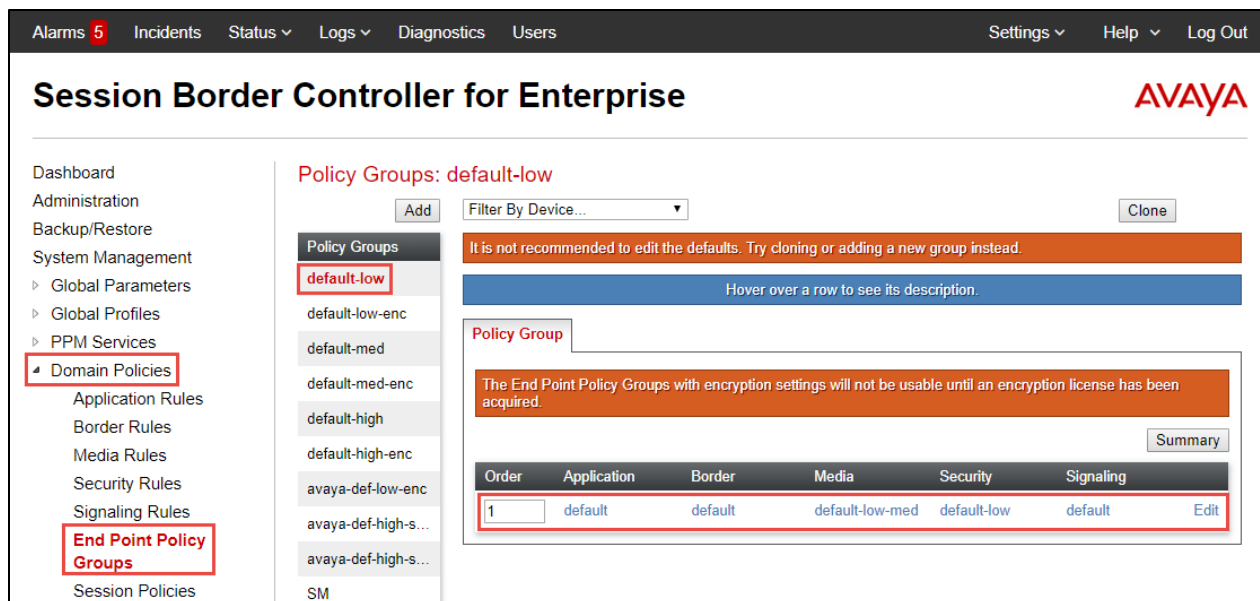 Alarms 5 Incidents Status Logs Diagnostics Users Settings Help Log Out
Session Border Controller for Enterprise
AVAYA
Dashboard
Administration
Backup/Restore
System Management
Global Parameters
Global Profiles
PPM Services
Domain Policies
Application Rules
Border Rules
Media Rules
Security Rules
Signaling Rules
End Point Policy
Groups
Session Policies
Policy Groups: default-low
Add
Filter By Device...
Clone
Policy Groups
default-low
default-low-enc
default-med
default-med-enc
default-high
default-high-enc
avaya-def-low-enc
avaya-def-high-s...
avaya-def-high-s...
SM
It is not recommended to edit the defaults. Try cloning or adding a new group instead.
Hover over a row to see its description.
Policy Group
The End Point Policy Groups with encryption settings will not be usable until an encryption license has been
acquired.
Summary
Order Application Border Media Security Signaling
1 default default default-low-med default-low default Edit